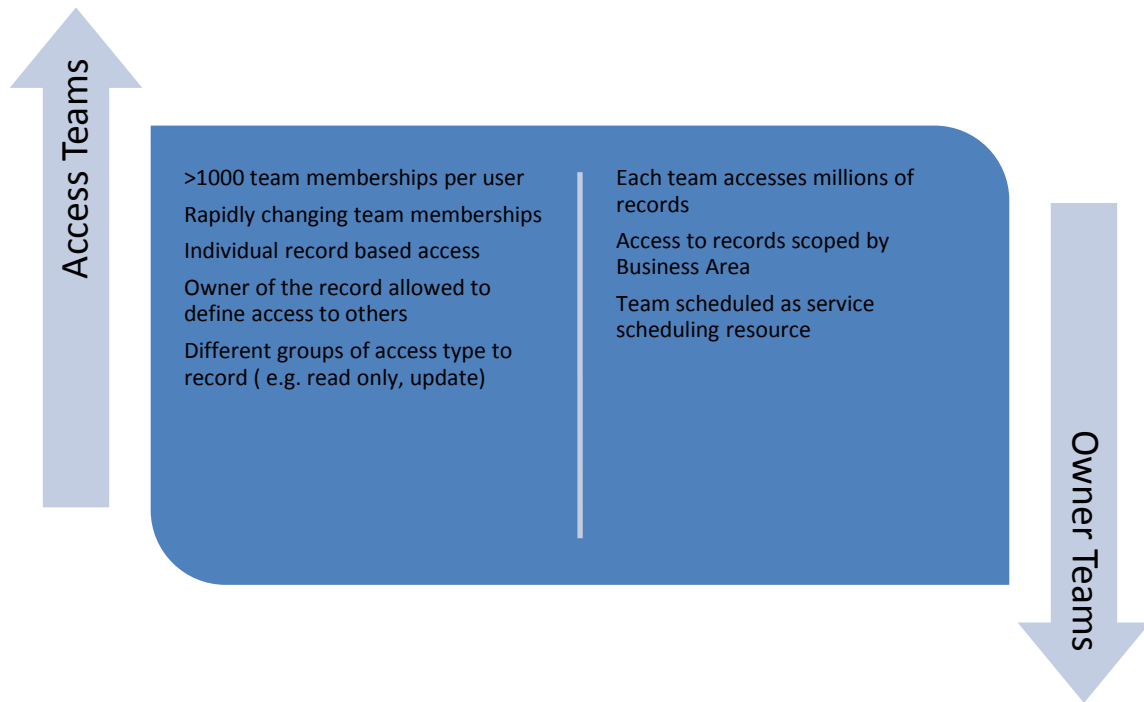 Access Teams
>1000 team memberships per user
Rapidly changing team memberships
Individual record based access
Owner of the record allowed to
define access to others
Different groups of access type to
record ( e.g. read only, update)
Each team accesses millions of
records
Access to records scoped by
Business Area
Team scheduled as service
scheduling resource
Owner Teams